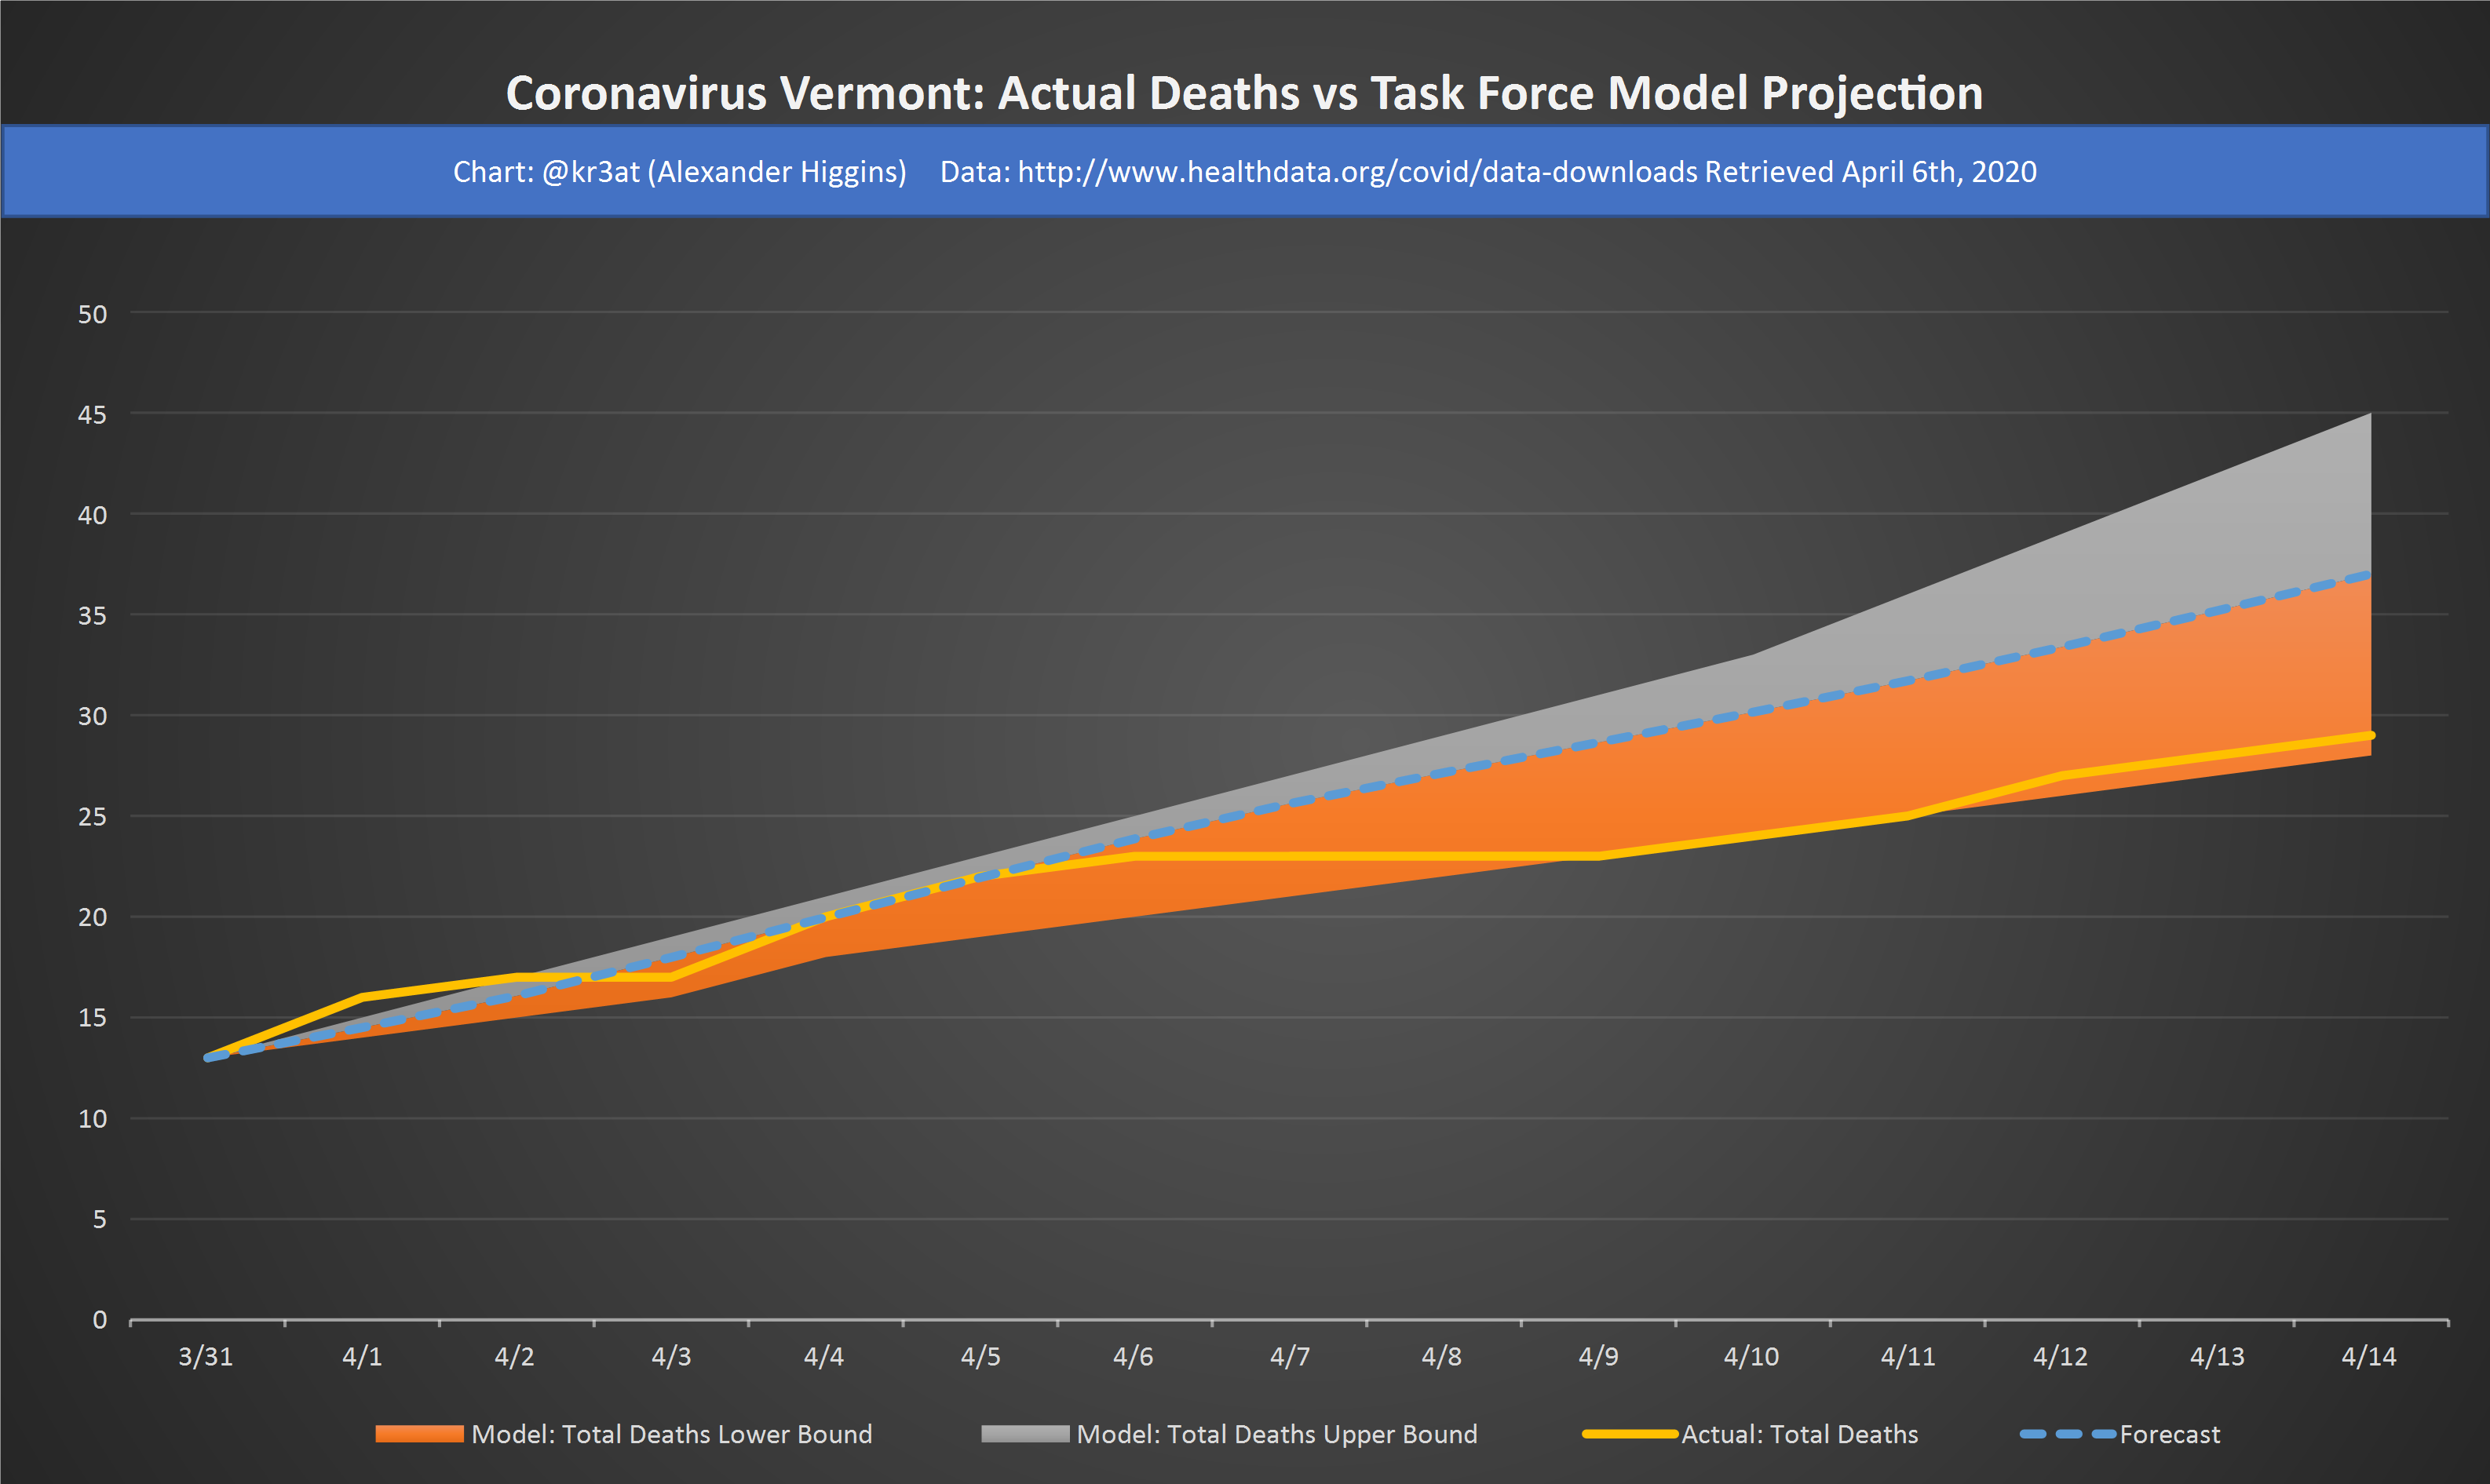 Coronavirus Vermont: Actual Deaths vs Task Force Model Projection
Chart: @kr3at (Alexander Higgins) Data: http://www.healthdata.org/covid/data-downloads Retrieved April 6th, 2020
50
45
40
35
30
25
20
15
10
5
0
3/31 4/1 4/2 4/3 4/4 4/5 4/6 4/7 4/8 4/9 4/10 4/11 4/12 4/13 4/14
Model: Total Deaths Lower Bound Model: Total Deaths Upper Bound Actual: Total Deaths Forecast